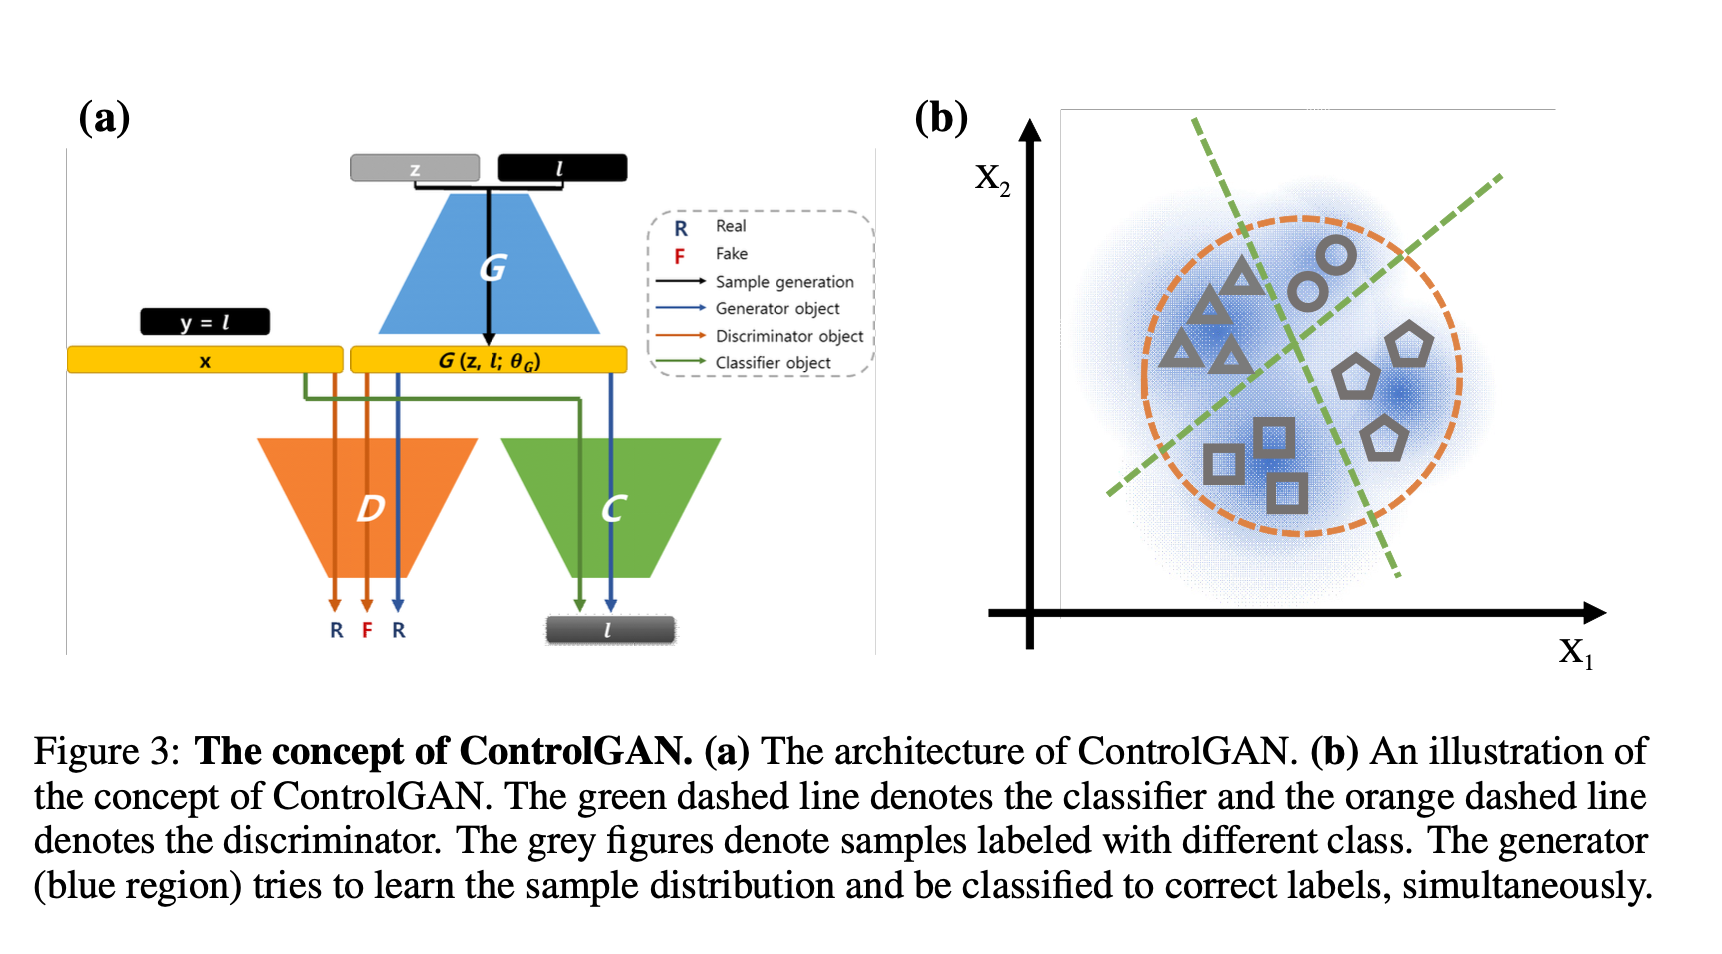 (a)
z
l
G
y = l
x
G (z, l; θ_G)
D
C
R F R
l
R Real
F Fake
Sample generation
Generator object
Discriminator object
Classifier object
(b)
X₂
X₁
Figure 3: The concept of ControlGAN. (a) The architecture of ControlGAN. (b) An illustration of
the concept of ControlGAN. The green dashed line denotes the classifier and the orange dashed line
denotes the discriminator. The grey figures denote samples labeled with different class. The generator
(blue region) tries to learn the sample distribution and be classified to correct labels, simultaneously.